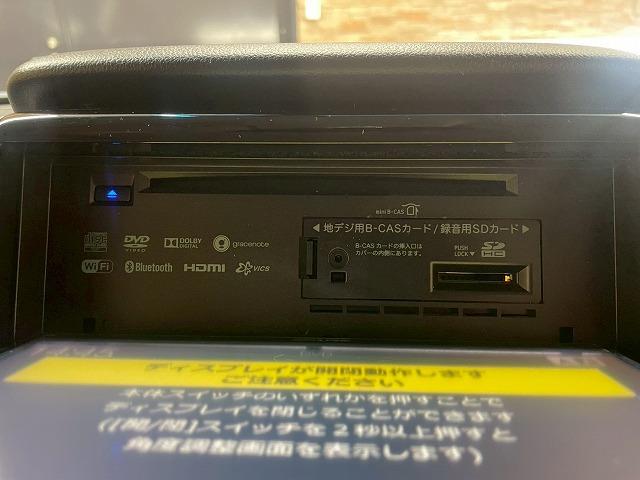 mini B-CAS
◀ 地デジ用B-CASカード / 録音用SDカード ▶
B-CAS カードの挿入口は
カバーの内側にあります。
PUSH
LOCK ▼
SD
HC
DVD
VIDEO
DOLBY
DIGITAL
gracenote
Wi Fi
Bluetooth
HDMI
VICS
ディスプレイが開閉動作します
ご注意ください
本体スイッチのいずれかを押すことで
ディスプレイを閉じることができます
([開/閉]スイッチを2秒以上押すと
角度調整画面を表示します)